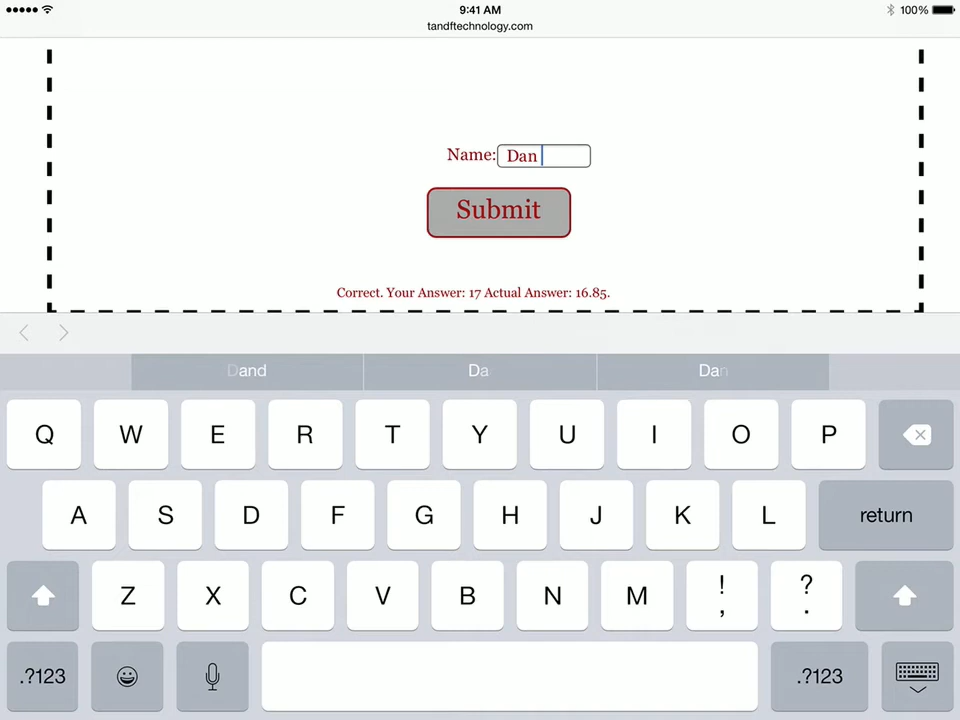 9:41 AM
100%
tandftechnology.com
Name: Dan
Submit
Correct. Your Answer: 17 Actual Answer: 16.85.
Dand Da Dan
Q W E R T Y U I O P
A S D F G H J K L return
Z X C V B N M ! , ? .
.?123 .?123